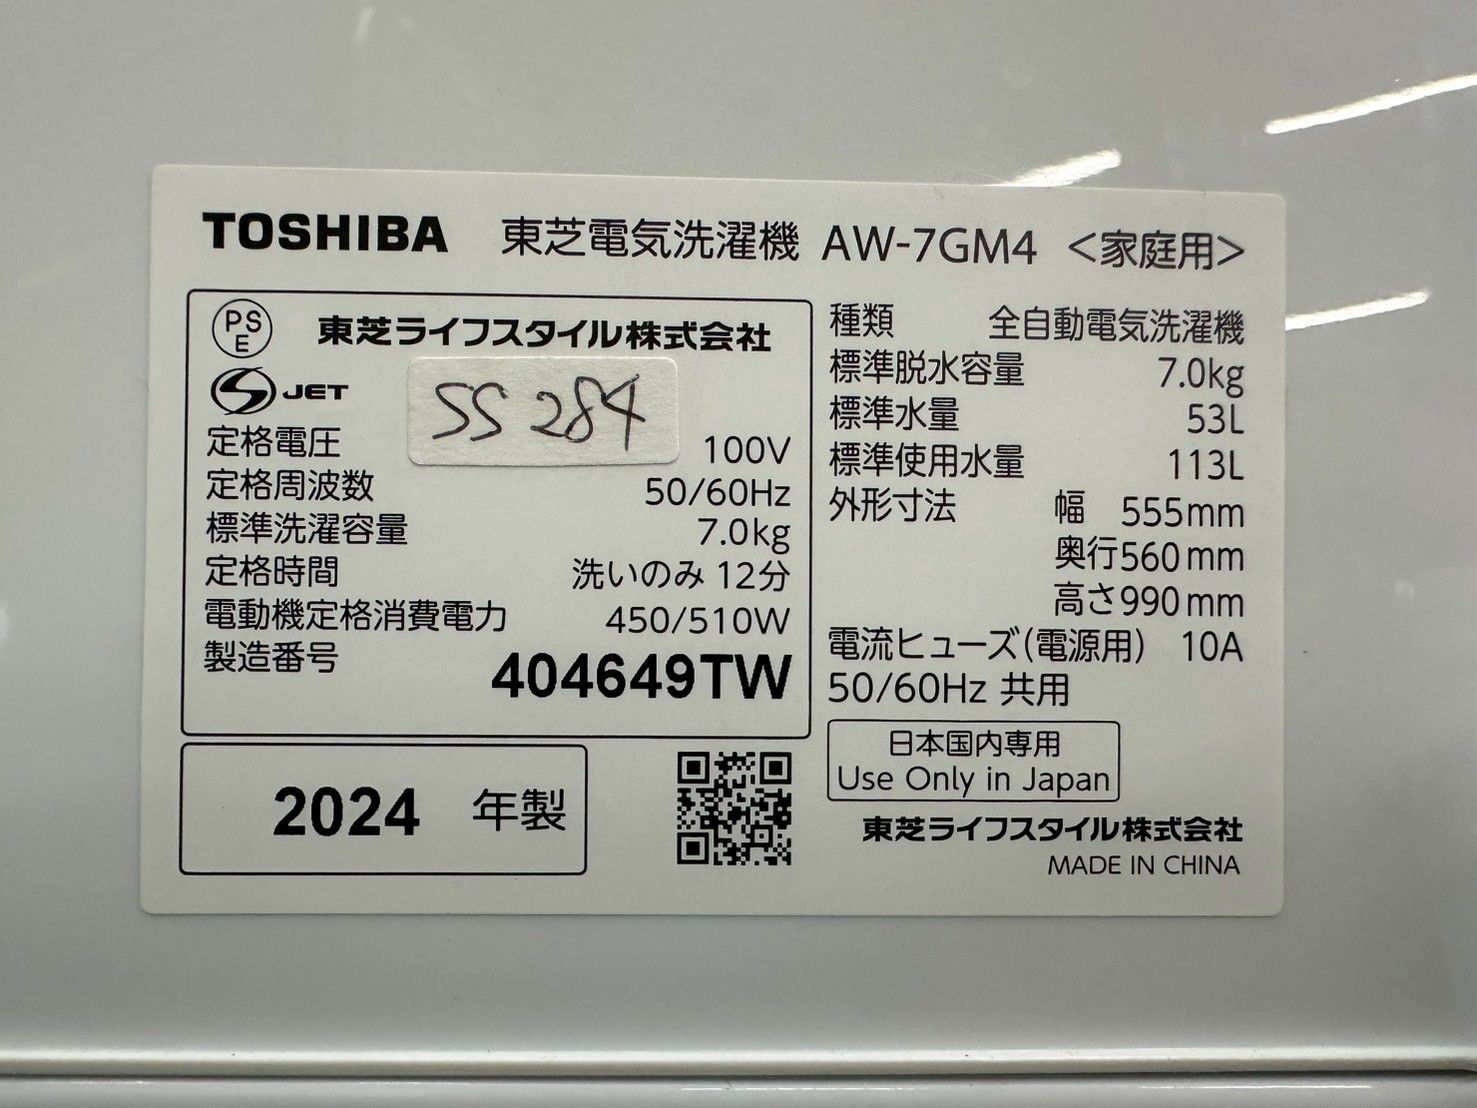 TOSHIBA 東芝電気洗濯機 AW-7GM4 <家庭用>
PSE 東芝ライフスタイル株式会社
S JET
SS 284
定格電圧 100V
定格周波数 50/60Hz
標準洗濯容量 7.0kg
定格時間 洗いのみ 12分
電動機定格消費電力 450/510W
製造番号 404649TW
2024 年製
種類 全自動電気洗濯機
標準脱水容量 7.0kg
標準水量 53L
標準使用水量 113L
外形寸法 幅 555mm
奥行560mm
高さ990mm
電流ヒューズ(電源用) 10A
50/60Hz 共用
日本国内専用
Use Only in Japan
東芝ライフスタイル株式会社
MADE IN CHINA